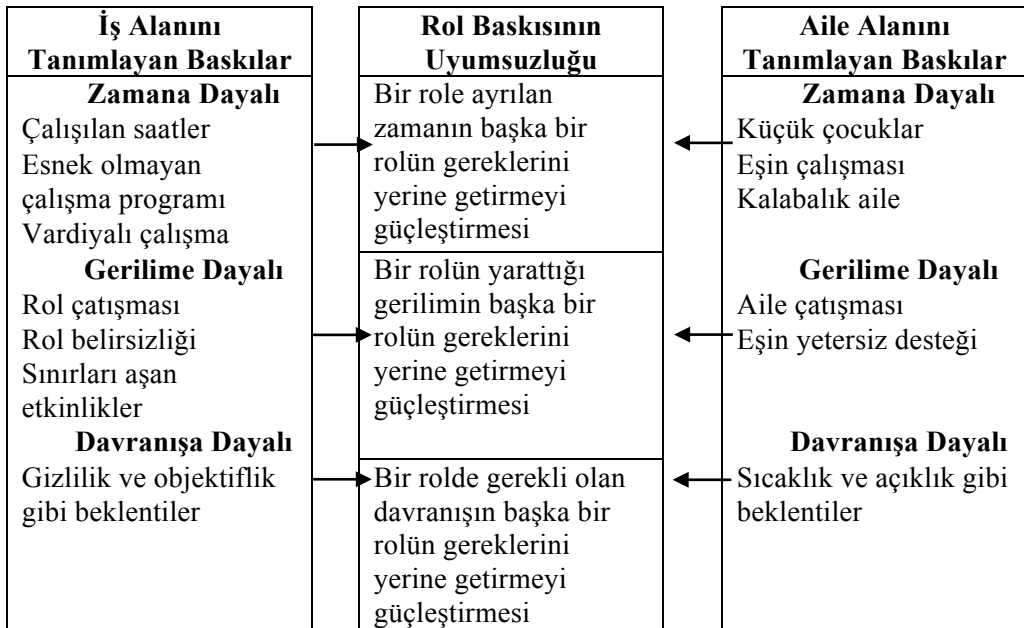 İş Alanını
Tanımlayan Baskılar
Zamana Dayalı
Çalışılan saatler
Esnek olmayan
çalışma programı
Vardiyalı çalışma
Gerilime Dayalı
Rol çatışması
Rol belirsizliği
Sınırları aşan
etkinlikler
Davranışa Dayalı
Gizlilik ve objektiflik
gibi beklentiler
Rol Baskısının
Uyumsuzluğu
Bir role ayrılan
zamanın başka bir
rolün gereklerini
yerine getirmeyi
güçleştirmesi
Bir rolün yarattığı
gerilimin başka bir
rolün gereklerini
yerine getirmeyi
güçleştirmesi
Bir rolde gerekli olan
davranışın başka bir
rolün gereklerini
yerine getirmeyi
güçleştirmesi
Aile Alanını
Tanımlayan Baskılar
Zamana Dayalı
Küçük çocuklar
Eşin çalışması
Kalabalık aile
Gerilime Dayalı
Aile çatışması
Eşin yetersiz desteği
Davranışa Dayalı
Sıcaklık ve açıklık gibi
beklentiler